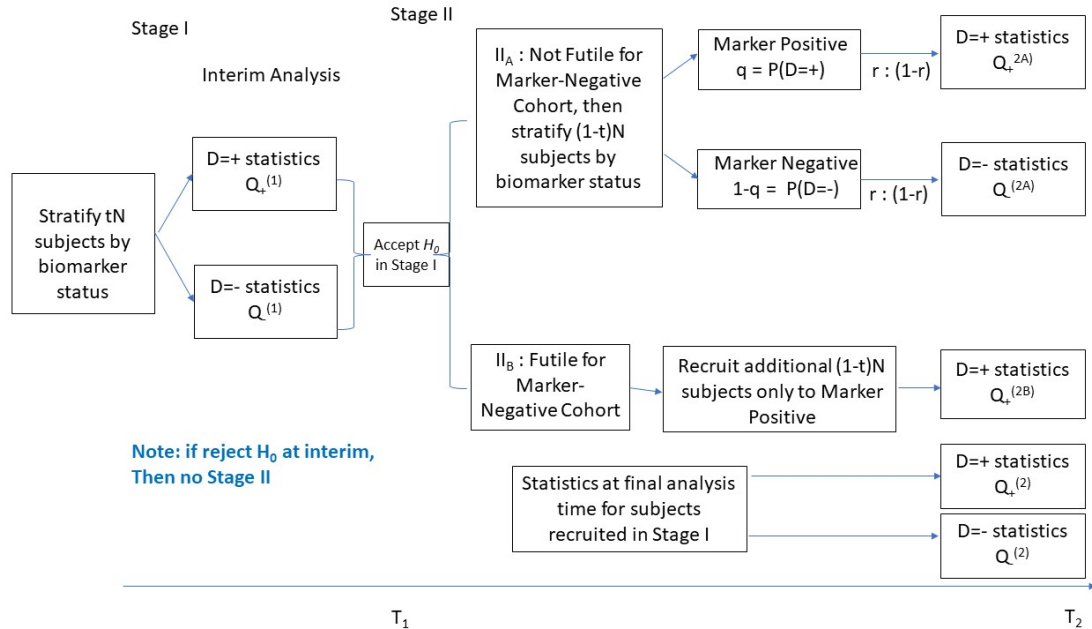 Stage I
Stage II
Interim Analysis
Stratify tN
subjects by
biomarker
status
D=+ statistics
Q₊⁽¹⁾
D=- statistics
Q₋⁽¹⁾
Accept H₀
in Stage I
II_A : Not Futile for
Marker-Negative
Cohort, then
stratify (1-t)N
subjects by
biomarker status
Marker Positive
q = P(D=+)
r : (1-r)
D=+ statistics
Q₊²ᴬ⁾
Marker Negative
1-q = P(D=-)
r : (1-r)
D=- statistics
Q₋⁽²ᴬ⁾
II_B : Futile for
Marker-
Negative Cohort
Recruit additional (1-t)N
subjects only to Marker
Positive
D=+ statistics
Q₊⁽²ᴮ⁾
Note: if reject H₀ at interim,
Then no Stage II
Statistics at final analysis
time for subjects
recruited in Stage I
D=+ statistics
Q₊⁽²⁾
D=- statistics
Q₋⁽²⁾
T₁
T₂